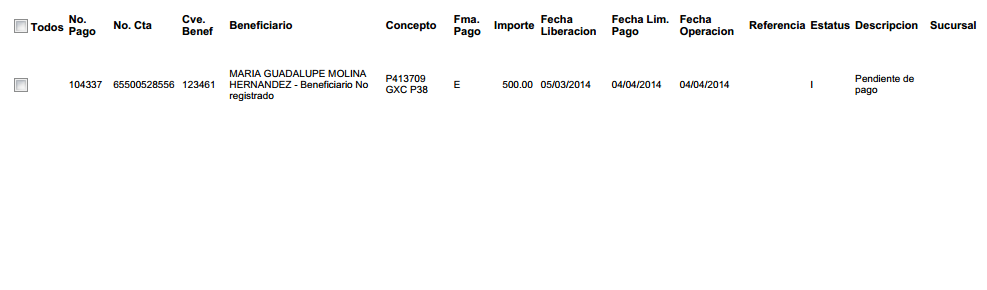 Todos No. Pago No. Cta Cve. Benef Beneficiario Concepto Fma. Pago Importe Fecha Liberacion Fecha Lim. Pago Fecha Operacion Referencia Estatus Descripcion Sucursal
104337 65500528556 123461 MARIA GUADALUPE MOLINA HERNANDEZ - Beneficiario No registrado P413709 GXC P38 E 500.00 05/03/2014 04/04/2014 04/04/2014 I Pendiente de pago